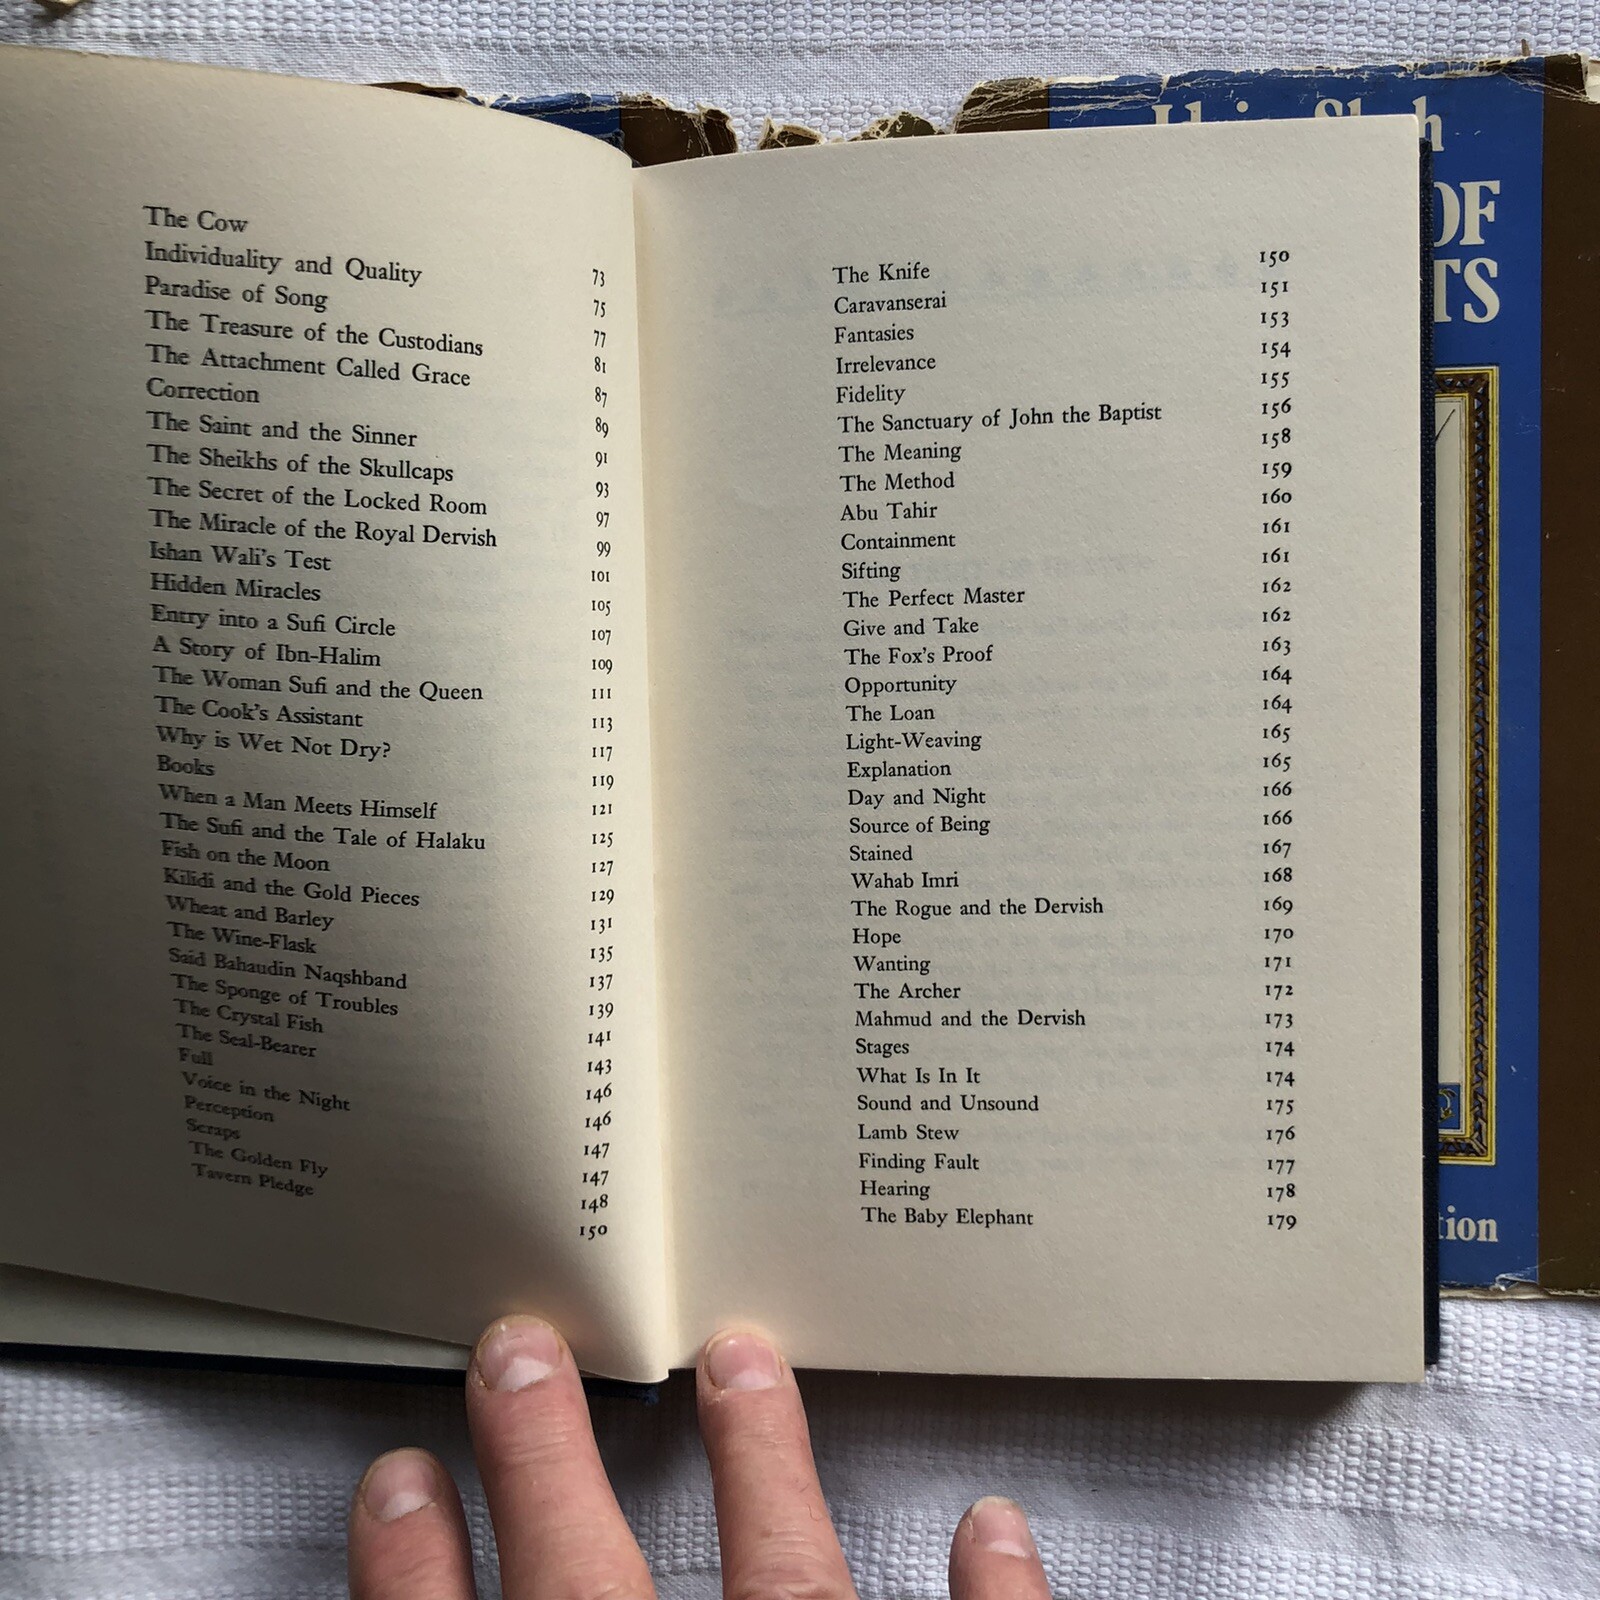 The Cow 73
Individuality and Quality 75
Paradise of Song 77
The Treasure of the Custodians 81
The Attachment Called Grace 87
Correction 89
The Saint and the Sinner 91
The Sheikhs of the Skullcaps 93
The Secret of the Locked Room 97
The Miracle of the Royal Dervish 99
Ishan Wali's Test 101
Hidden Miracles 105
Entry into a Sufi Circle 107
A Story of Ibn-Halim 109
The Woman Sufi and the Queen 111
The Cook's Assistant 113
Why is Wet Not Dry? 117
Books 119
When a Man Meets Himself 121
The Sufi and the Tale of Halaku 125
Fish on the Moon 127
Kilidi and the Gold Pieces 129
Wheat and Barley 131
The Wine-Flask 135
Said Bahaudin Naqshband 137
The Sponge of Troubles 139
The Crystal Fish 141
The Seal-Bearer 143
Full 146
Voice in the Night 146
Perception 147
Scraps 147
The Golden Fly 148
Tavern Pledge 150
The Knife 150
Caravanserai 151
Fantasies 153
Irrelevance 154
Fidelity 155
The Sanctuary of John the Baptist 156
The Meaning 158
The Method 159
Abu Tahir 160
Containment 161
Sifting 161
The Perfect Master 162
Give and Take 162
The Fox's Proof 163
Opportunity 164
The Loan 164
Light-Weaving 165
Explanation 165
Day and Night 166
Source of Being 166
Stained 167
Wahab Imri 168
The Rogue and the Dervish 169
Hope 170
Wanting 171
The Archer 172
Mahmud and the Dervish 173
Stages 174
What Is In It 174
Sound and Unsound 175
Lamb Stew 176
Finding Fault 177
Hearing 178
The Baby Elephant 179
OF
TS
tion